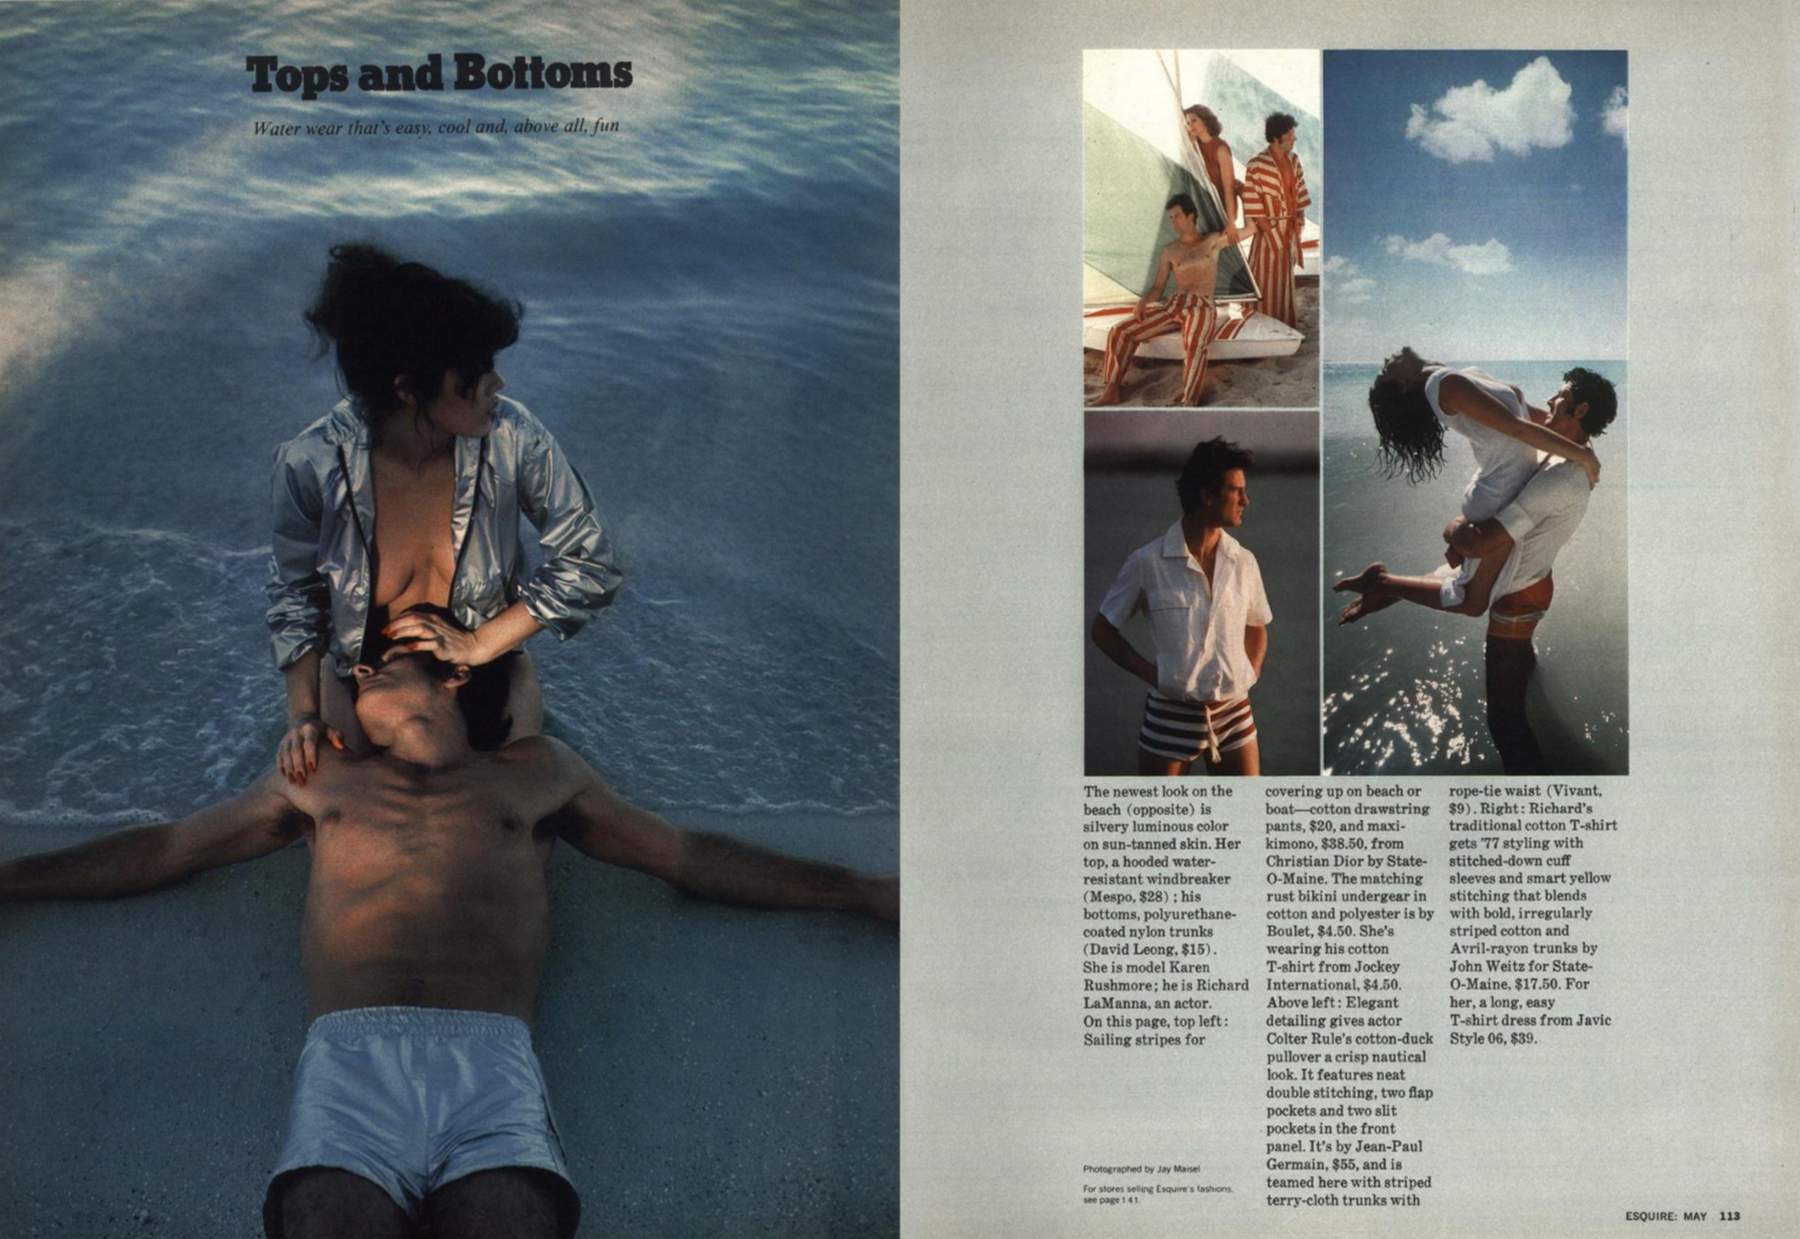 Tops and Bottoms
Water wear that's easy, cool and, above all, fun
The newest look on the
beach (opposite) is
silvery luminous color
on sun-tanned skin. Her
top, a hooded water-
resistant windbreaker
(Mespo, $28) ; his
bottoms, polyurethane-
coated nylon trunks
(David Leong, $15).
She is model Karen
Rushmore; he is Richard
LaManna, an actor.
On this page, top left:
Sailing stripes for
covering up on beach or
boat—cotton drawstring
pants, $20, and maxi-
kimono, $38.50, from
Christian Dior by State-
O-Maine. The matching
rust bikini undergear in
cotton and polyester is by
Boulet, $4.50. She's
wearing his cotton
T-shirt from Jockey
International, $4.50.
Above left: Elegant
detailing gives actor
Colter Rule's cotton-duck
pullover a crisp nautical
look. It features neat
double stitching, two flap
pockets and two slit
pockets in the front
panel. It's by Jean-Paul
Germain, $55, and is
teamed here with striped
terry-cloth trunks with
rope-tie waist (Vivant,
$9). Right: Richard's
traditional cotton T-shirt
gets '77 styling with
stitched-down cuff
sleeves and smart yellow
stitching that blends
with bold, irregularly
striped cotton and
Avril-rayon trunks by
John Weitz for State-
O-Maine, $17.50. For
her, a long, easy
T-shirt dress from Javic
Style 06, $39.
Photographed by Jay Maisel
For stores selling Esquire's fashions,
see page 141.
ESQUIRE: MAY 113